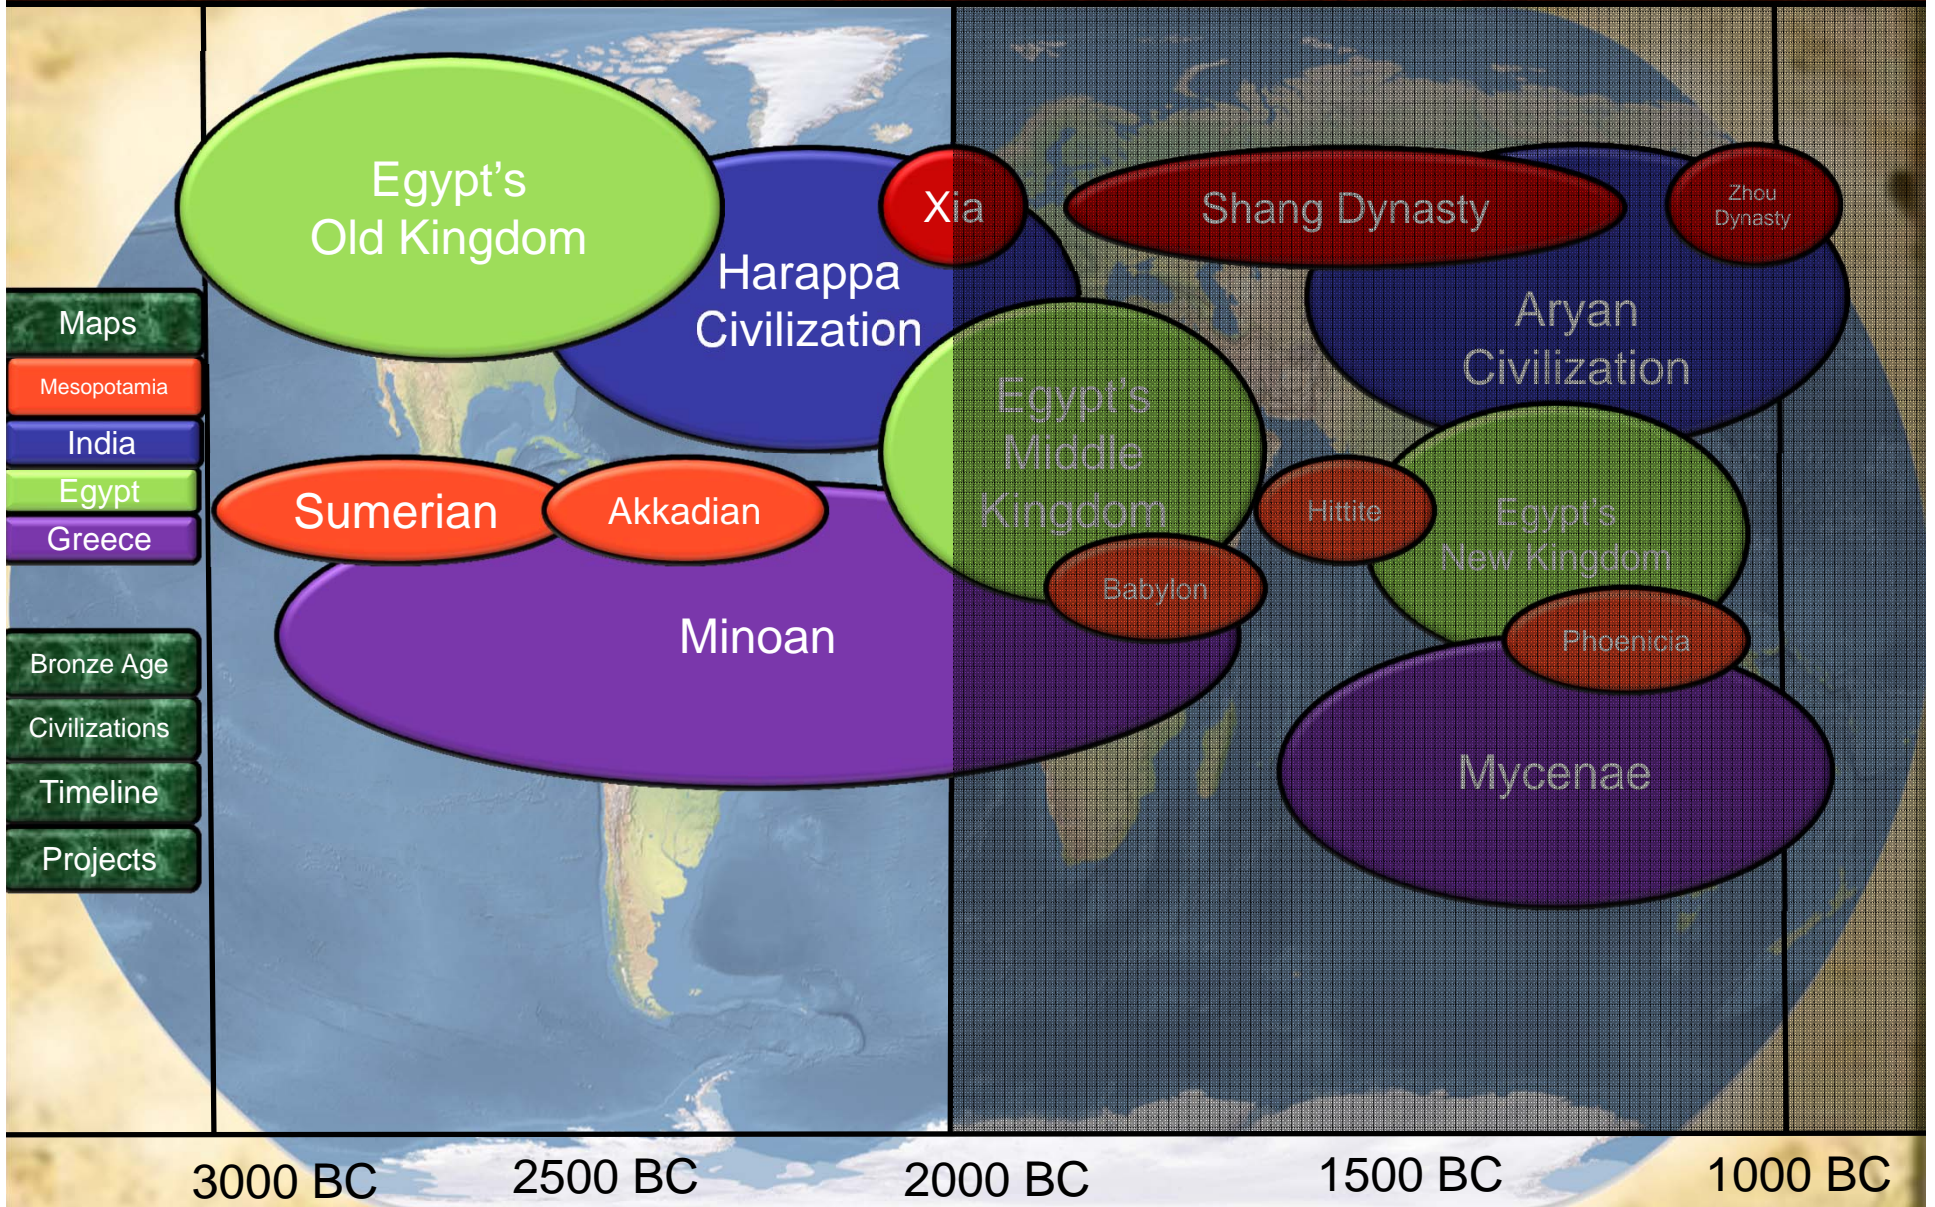 Egypt's
Old Kingdom
Harappa
Civilization
Xia
Shang Dynasty
Zhou
Dynasty
Aryan
Civilization
Maps
Mesopotamia
India
Egypt
Greece
Sumerian
Akkadian
Egypt's
Middle
Kingdom
Hittite
Egypt's
New Kingdom
Babylon
Phoenicia
Minoan
Mycenae
Bronze Age
Civilizations
Timeline
Projects
3000 BC
2500 BC
2000 BC
1500 BC
1000 BC